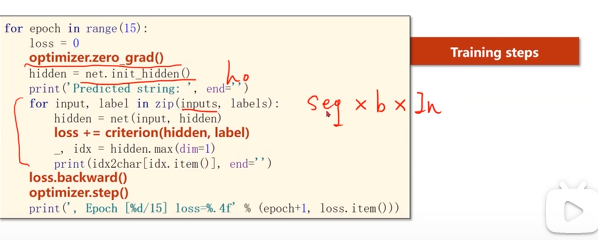 for epoch in range(15):
    loss = 0
    optimizer.zero_grad()
    hidden = net.init_hidden()
    print('Predicted string: ', end='')
    for input, label in zip(inputs, labels):
        hidden = net(input, hidden)
        loss += criterion(hidden, label)
        _, idx = hidden.max(dim=1)
        print(idx2char[idx.item()], end='')
    loss.backward()
    optimizer.step()
    print(', Epoch [%d/15] loss=%.4f' % (epoch+1, loss.item()))
Training steps
h₀
seq × b × In